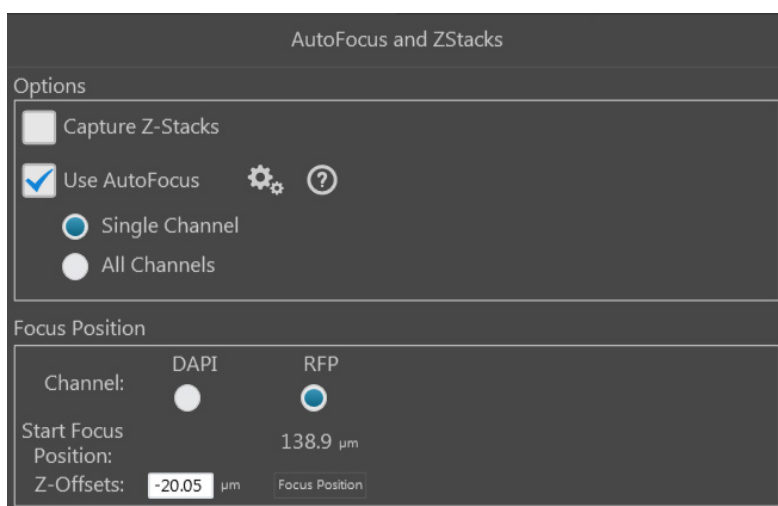 AutoFocus and ZStacks
Options
Capture Z-Stacks
Use AutoFocus ?
Single Channel
All Channels
Focus Position
DAPI RFP
Channel:
Start Focus
Position:
138.9 µm
Z-Offsets: -20.05 µm Focus Position